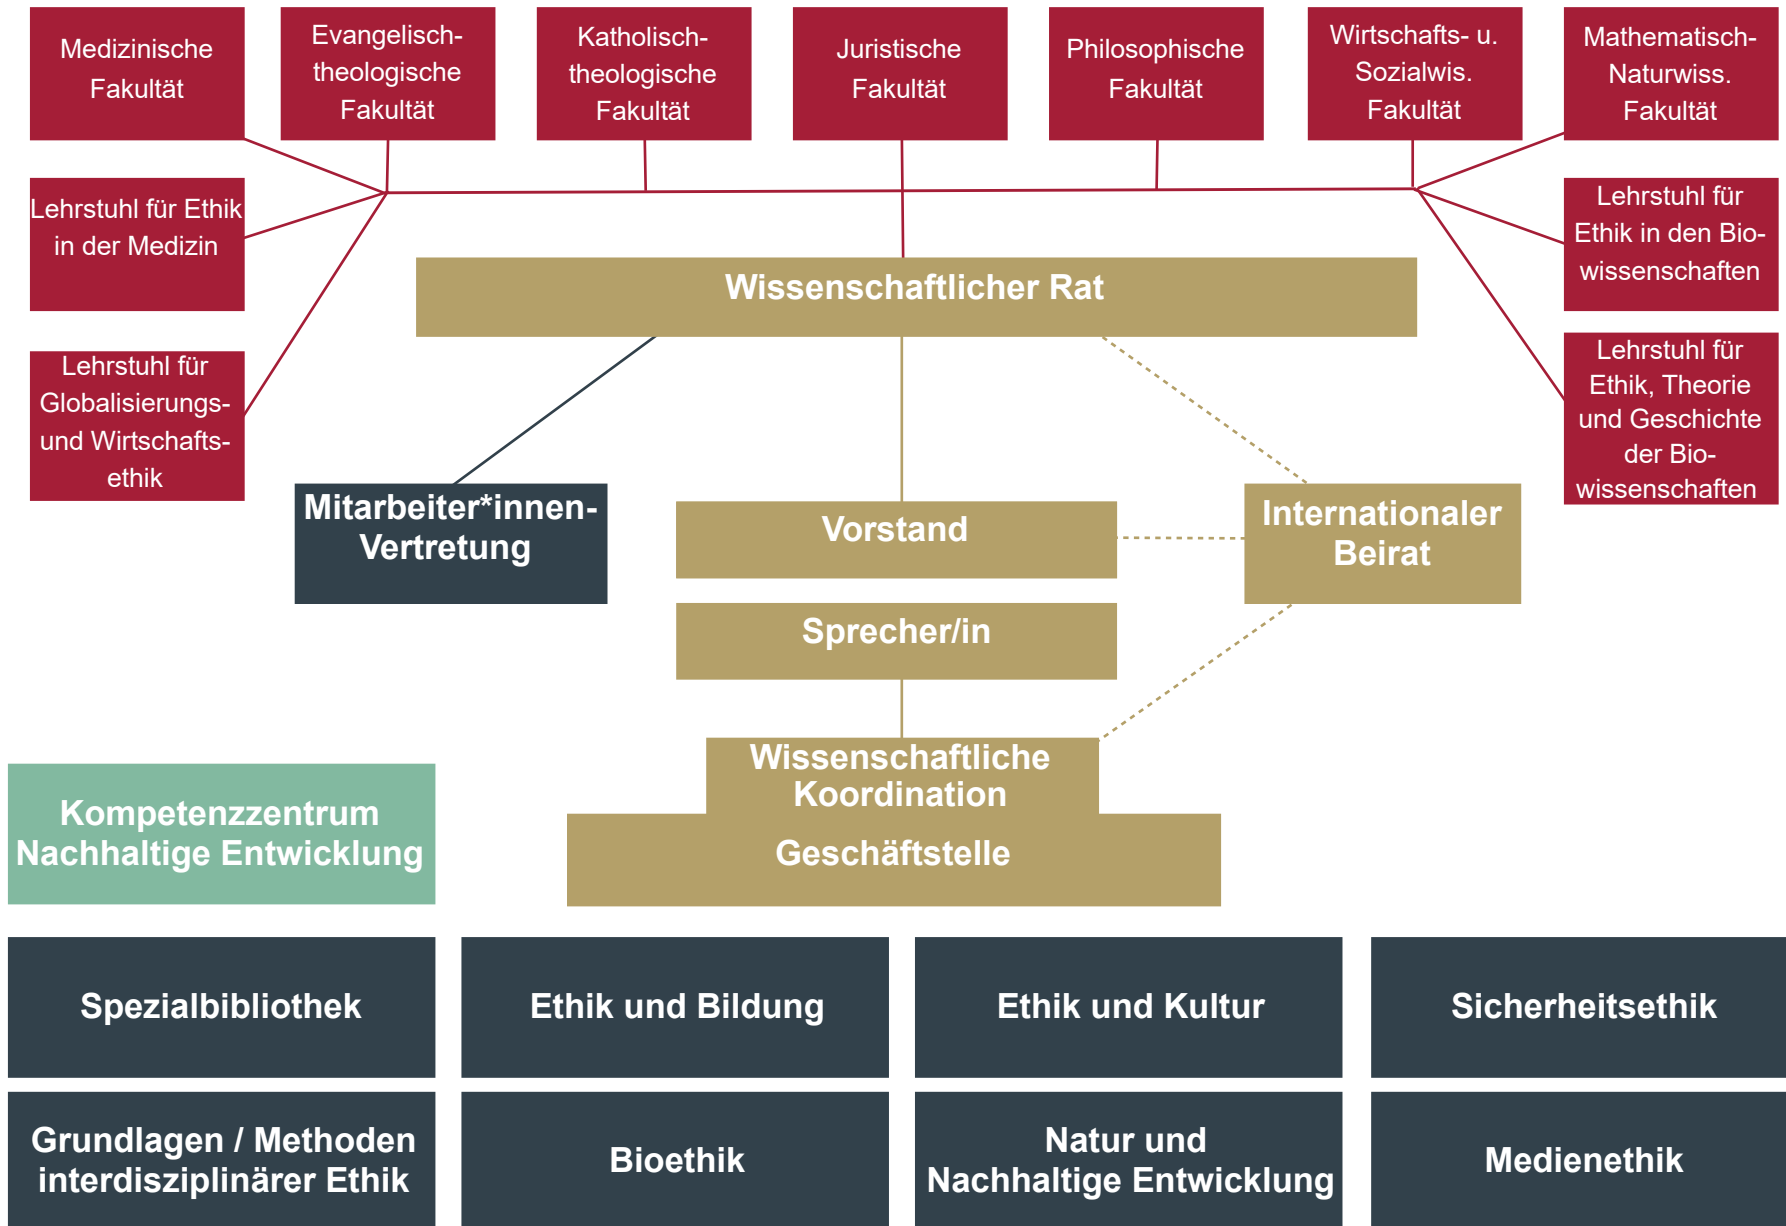 Medizinische
Fakultät
Evangelisch-
theologische
Fakultät
Katholisch-
theologische
Fakultät
Juristische
Fakultät
Philosophische
Fakultät
Wirtschafts- u.
Sozialwis.
Fakultät
Mathematisch-
Naturwiss.
Fakultät
Lehrstuhl für Ethik
in der Medizin
Lehrstuhl für
Ethik in den Bio-
wissenschaften
Wissenschaftlicher Rat
Lehrstuhl für
Globalisierungs-
und Wirtschafts-
ethik
Lehrstuhl für
Ethik, Theorie
und Geschichte
der Bio-
wissenschaften
Mitarbeiter*innen-
Vertretung
Vorstand
Internationaler
Beirat
Sprecher/in
Wissenschaftliche
Koordination
Geschäftstelle
Kompetenzzentrum
Nachhaltige Entwicklung
Spezialbibliothek
Ethik und Bildung
Ethik und Kultur
Sicherheitsethik
Grundlagen / Methoden
interdisziplinärer Ethik
Bioethik
Natur und
Nachhaltige Entwicklung
Medienethik